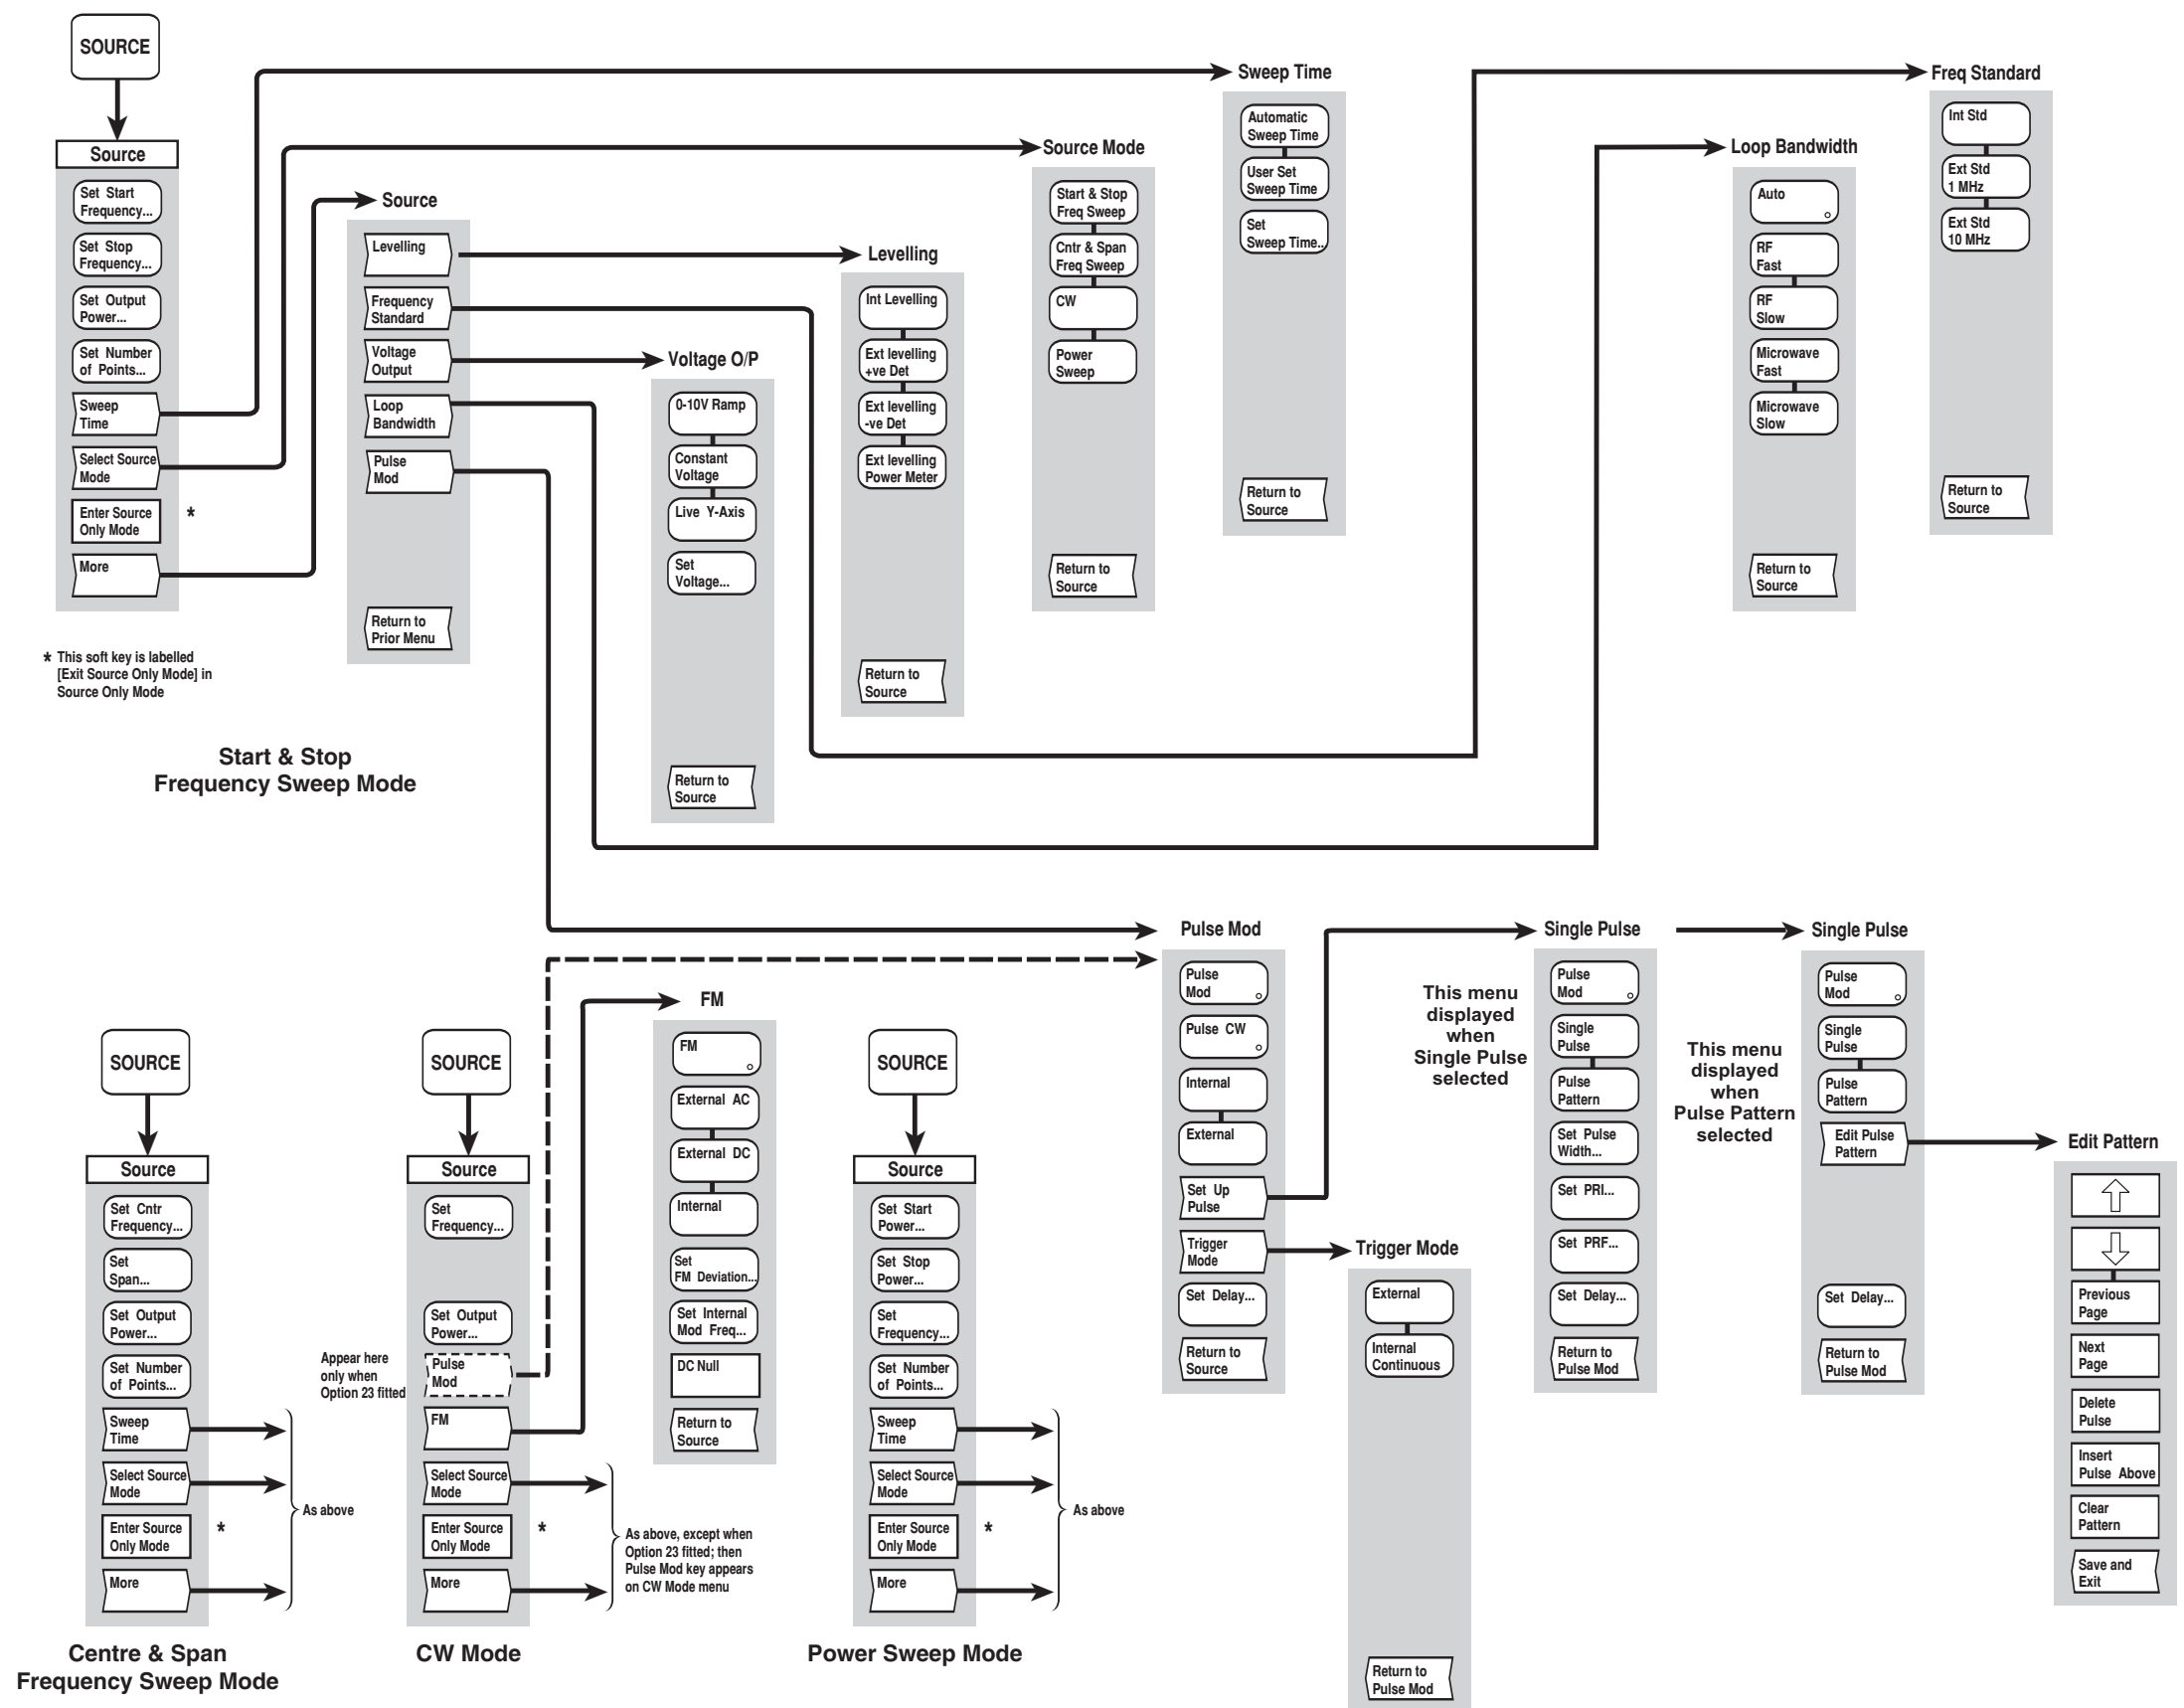 SOURCE
Source
Set Start
Frequency...
Set Stop
Frequency...
Set Output
Power...
Set Number
of Points...
Sweep
Time
Select Source
Mode
Enter Source
Only Mode
*
More
* This soft key is labelled
[Exit Source Only Mode] in
Source Only Mode
Start & Stop
Frequency Sweep Mode
Source
Levelling
Frequency
Standard
Voltage
Output
Loop
Bandwidth
Pulse
Mod
Return to
Prior Menu
Voltage O/P
0-10V Ramp
Constant
Voltage
Live Y-Axis
Set
Voltage...
Return to
Source
Levelling
Int Levelling
Ext levelling
+ve Det
Ext levelling
-ve Det
Ext levelling
Power Meter
Return to
Source
Source Mode
Start & Stop
Freq Sweep
Cntr & Span
Freq Sweep
CW
Power
Sweep
Return to
Source
Sweep Time
Automatic
Sweep Time
User Set
Sweep Time
Set
Sweep Time..
Return to
Source
Loop Bandwidth
Auto
RF
Fast
RF
Slow
Microwave
Fast
Microwave
Slow
Return to
Source
Freq Standard
Int Std
Ext Std
1 MHz
Ext Std
10 MHz
Return to
Source
SOURCE
Source
Set Cntr
Frequency...
Set
Span...
Set Output
Power...
Set Number
of Points...
Sweep
Time
Select Source
Mode
Enter Source
Only Mode
*
More
As above
Centre & Span
Frequency Sweep Mode
SOURCE
Source
Set
Frequency...
Set Output
Power...
Appear here
only when
Option 23 fitted
Pulse
Mod
FM
Select Source
Mode
Enter Source
Only Mode
*
More
As above, except when
Option 23 fitted; then
Pulse Mod key appears
on CW Mode menu
CW Mode
FM
FM
External AC
External DC
Internal
Set
FM Deviation...
Set Internal
Mod Freq...
DC Null
Return to
Source
SOURCE
Source
Set Start
Power...
Set Stop
Power...
Set
Frequency...
Set Number
of Points...
Sweep
Time
Select Source
Mode
Enter Source
Only Mode
*
More
As above
Power Sweep Mode
Pulse Mod
Pulse
Mod
Pulse CW
Internal
External
Set Up
Pulse
Trigger
Mode
Set Delay...
Return to
Source
Trigger Mode
External
Internal
Continuous
Return to
Pulse Mod
This menu
displayed
when
Single Pulse
selected
Single Pulse
Pulse
Mod
Single
Pulse
Pulse
Pattern
Set Pulse
Width...
Set PRI...
Set PRF...
Set Delay...
Return to
Pulse Mod
This menu
displayed
when
Pulse Pattern
selected
Single Pulse
Pulse
Mod
Single
Pulse
Pulse
Pattern
Edit Pulse
Pattern
Set Delay...
Return to
Pulse Mod
Edit Pattern
Previous
Page
Next
Page
Delete
Pulse
Insert
Pulse Above
Clear
Pattern
Save and
Exit